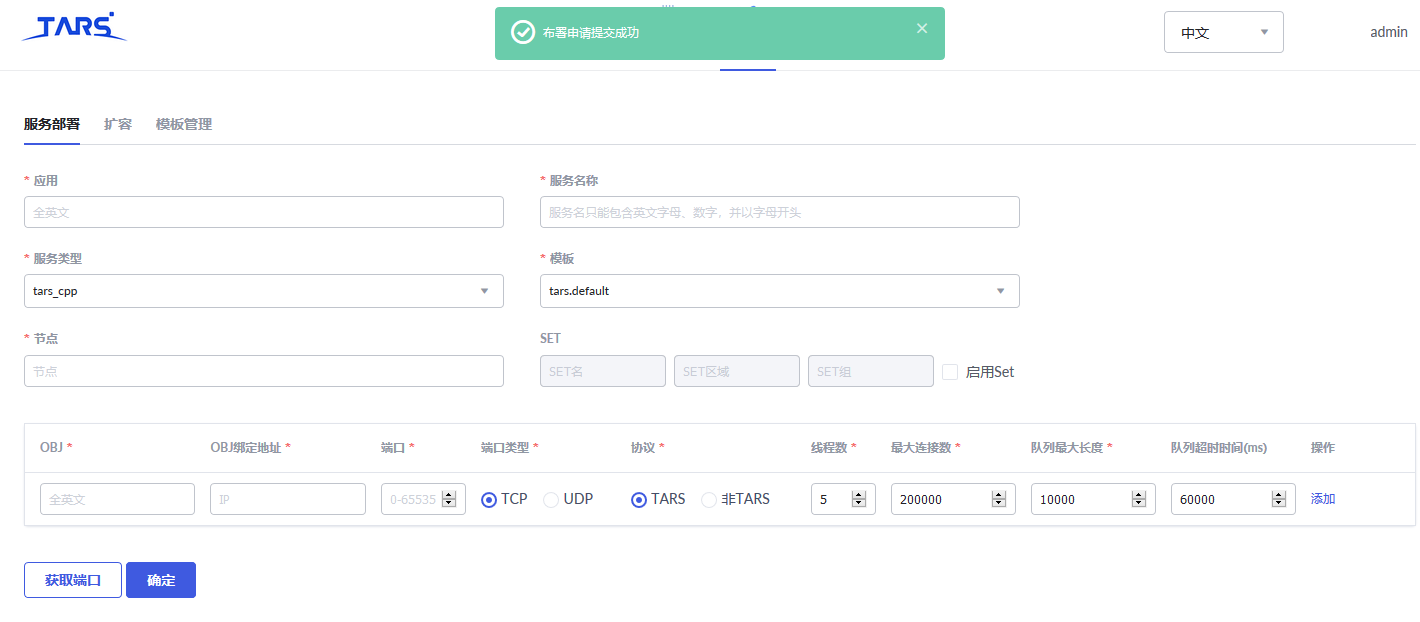 TARS
布署申请提交成功
中文
admin
服务部署 扩容 模板管理
* 应用 * 服务名称
全英文 服务名只能包含英文字母、数字，并以字母开头
* 服务类型 * 模板
tars_cpp tars.default
* 节点 SET
节点 SET名 SET区域 SET组 启用Set
OBJ * OBJ绑定地址 * 端口 * 端口类型 * 协议 * 线程数 * 最大连接数 * 队列最大长度 * 队列超时时间(ms) 操作
全英文 IP 0-65535 TCP UDP TARS 非TARS 5 200000 10000 60000 添加
获取端口 确定